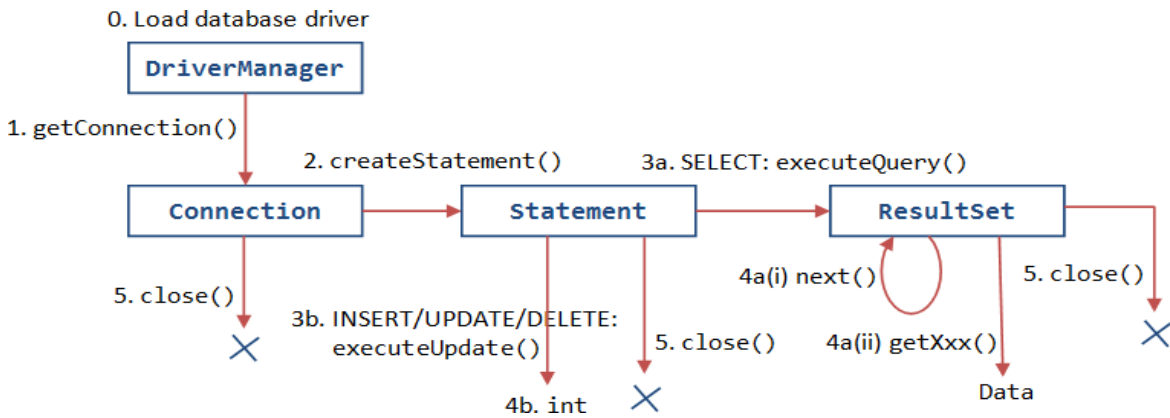 0. Load database driver
DriverManager
1. getConnection()
2. createStatement()
3a. SELECT: executeQuery()
Connection
Statement
ResultSet
5. close()
3b. INSERT/UPDATE/DELETE:
executeUpdate()
4b. int
5. close()
4a(i) next()
4a(ii) getXxx()
Data
5. close()